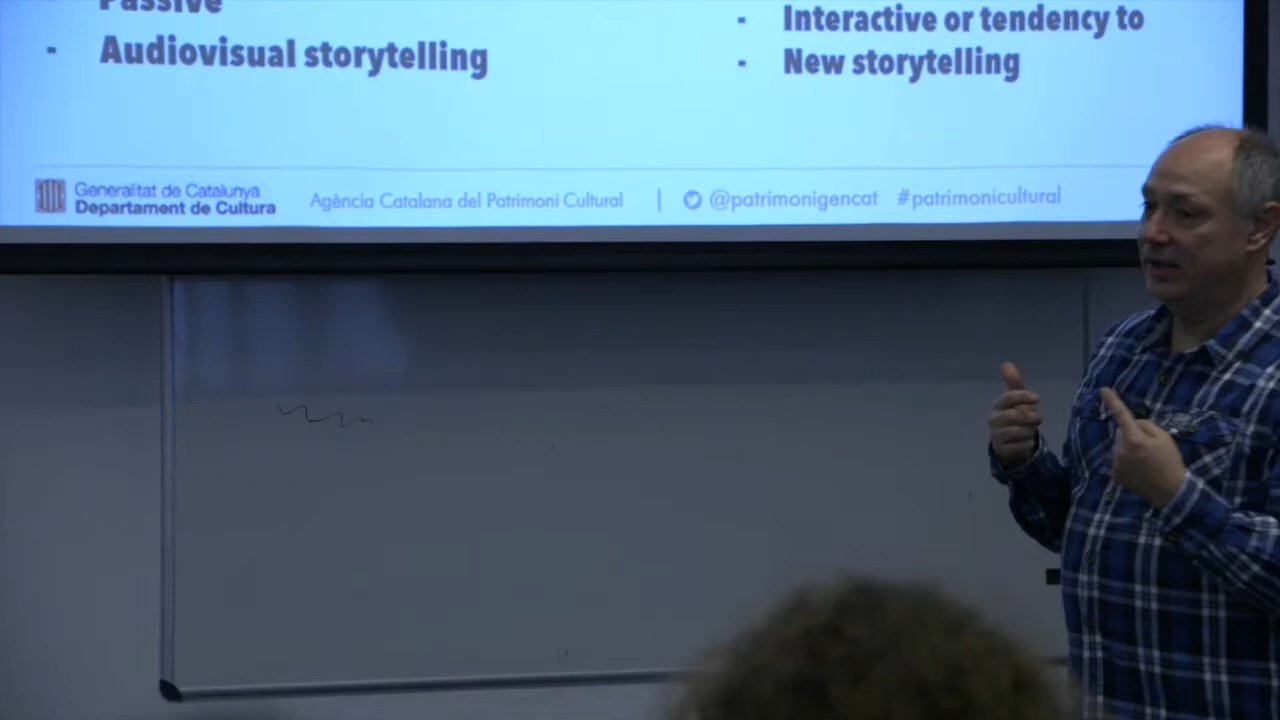 Passive
- Audiovisual storytelling
- Interactive or tendency to
- New storytelling
Generalitat de Catalunya
Departament de Cultura
Agència Catalana del Patrimoni Cultural | @patrimonigencat #patrimonicultural